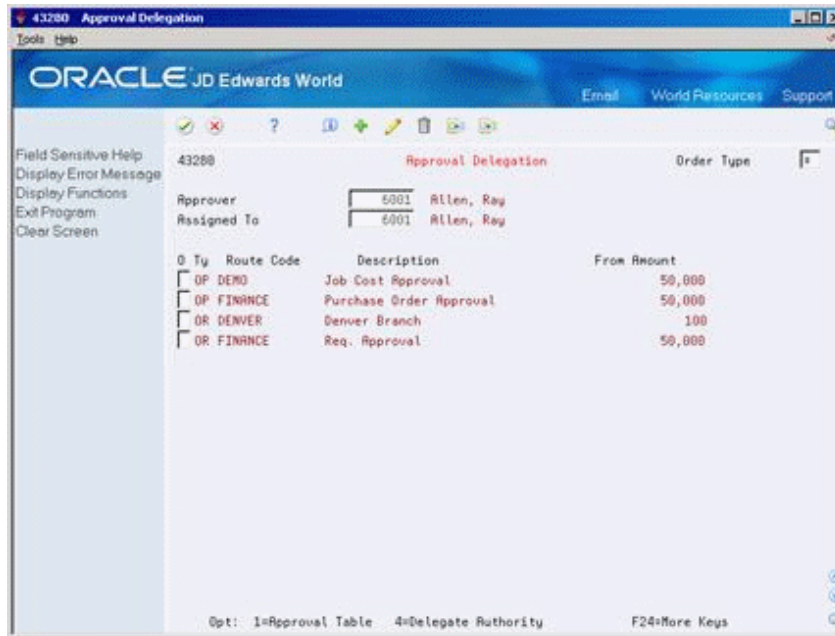 43280 Approval Delegation
Tools Help
ORACLE JD Edwards World
Email World Resources Support
Field Sensitive Help
Display Error Message
Display Functions
Exit Program
Clear Screen
43280 Approval Delegation Order Type *
Approver 6001 Allen, Ray
Assigned To 6001 Allen, Ray
O Ty Route Code Description From Amount
OP DEMO Job Cost Approval 50,000
OP FINANCE Purchase Order Approval 50,000
OR DENVER Denver Branch 100
OR FINANCE Req. Approval 50,000
Opt: 1=Approval Table 4=Delegate Authority F24=More Keys